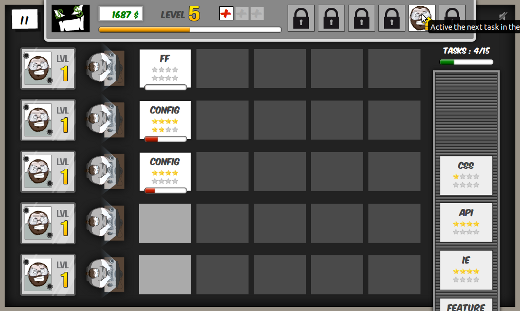 1687 $
LEVEL 5
Active the next task in the
TASKS : 4/15
LVL
1
FF
LVL
1
CONFIG
LVL
1
CONFIG
LVL
1
LVL
1
CSS
API
IE
FEATURE